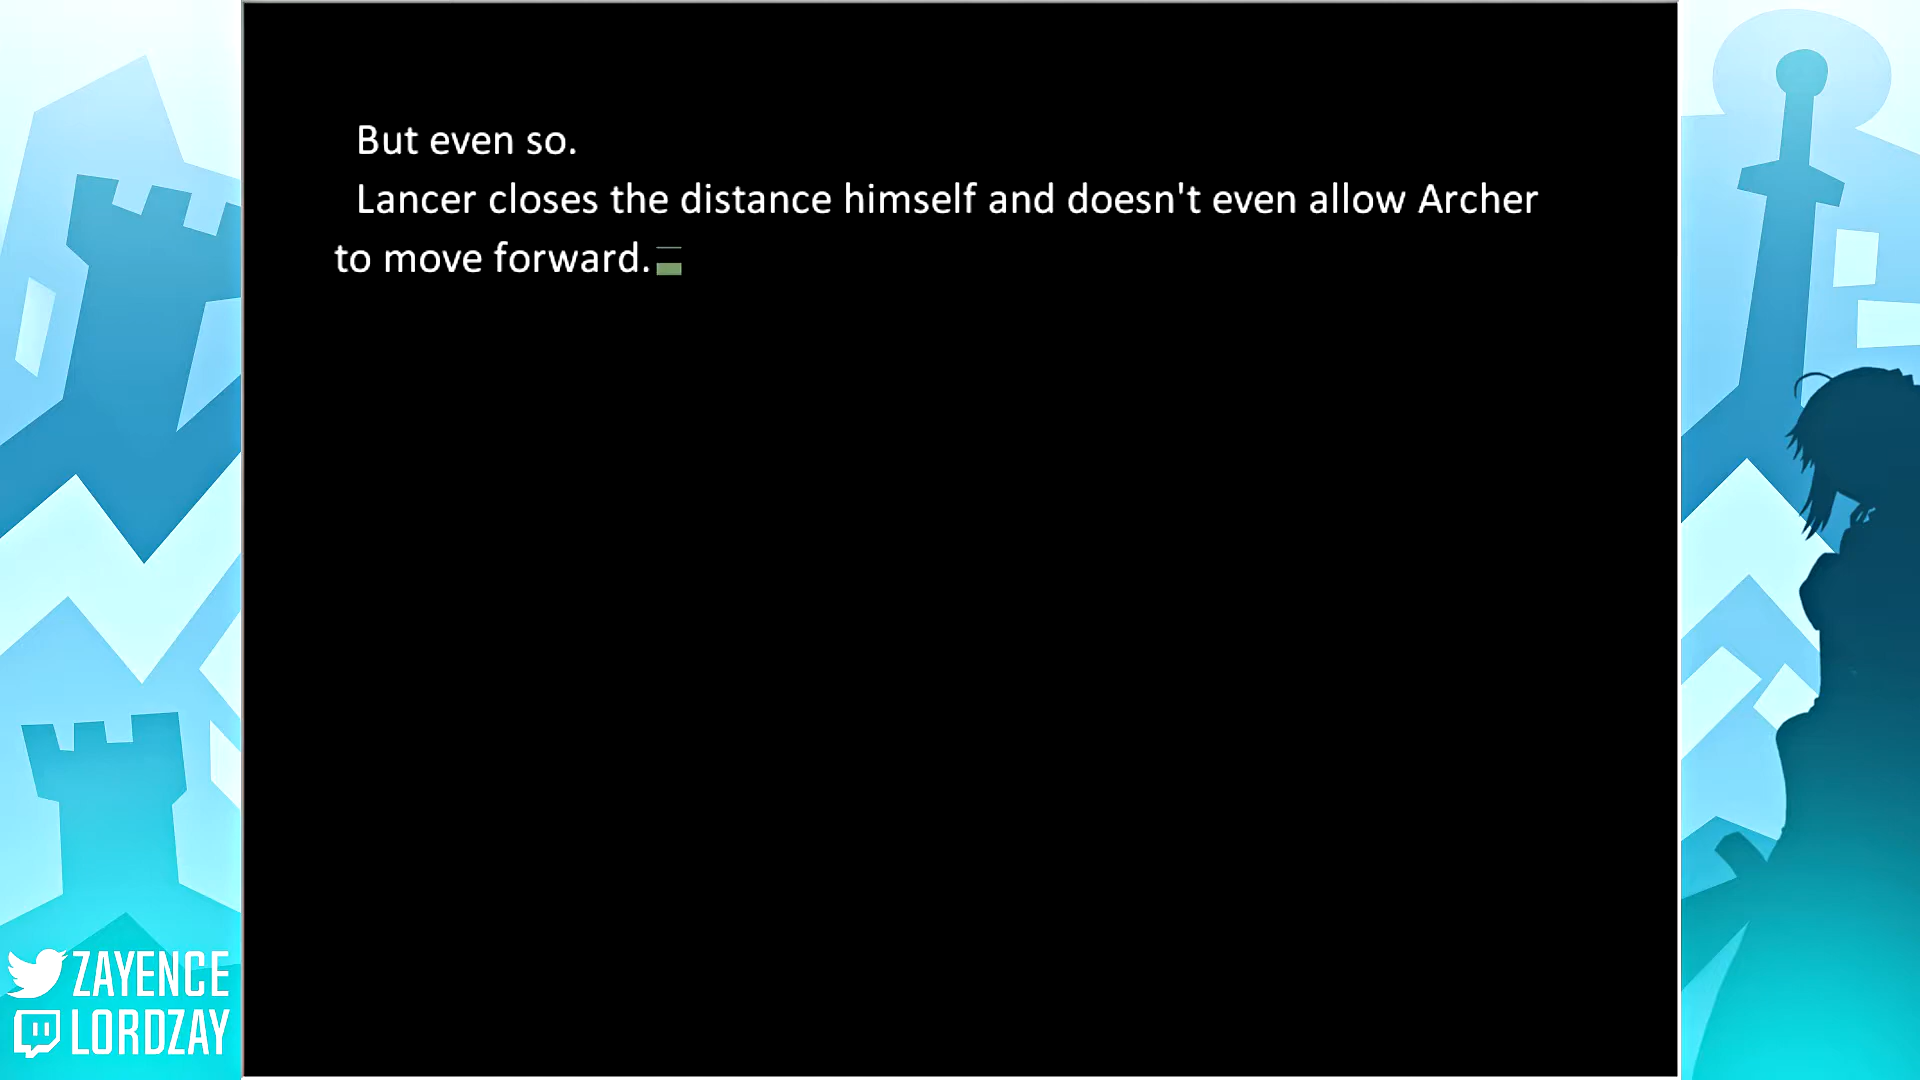 But even so.
Lancer closes the distance himself and doesn't even allow Archer
to move forward.
ZAYENCE
LORDZAY